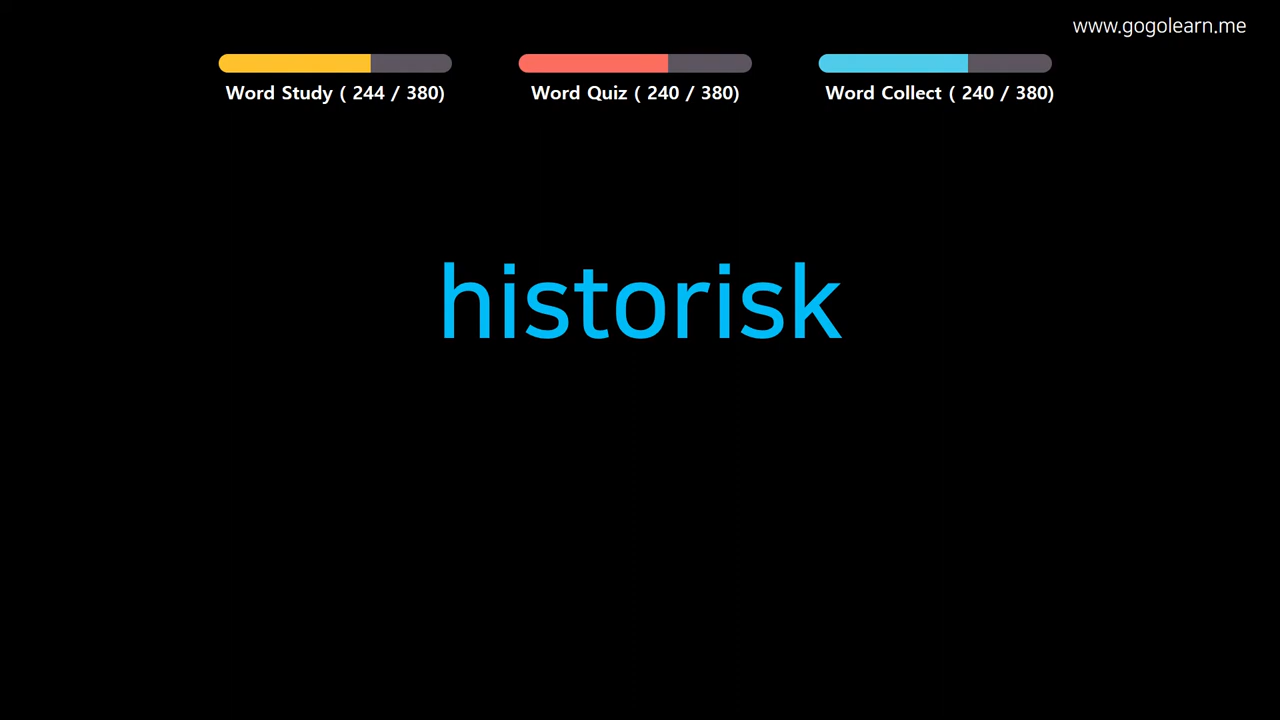 www.gogolearn.me
Word Study ( 244 / 380)
Word Quiz ( 240 / 380)
Word Collect ( 240 / 380)
historisk